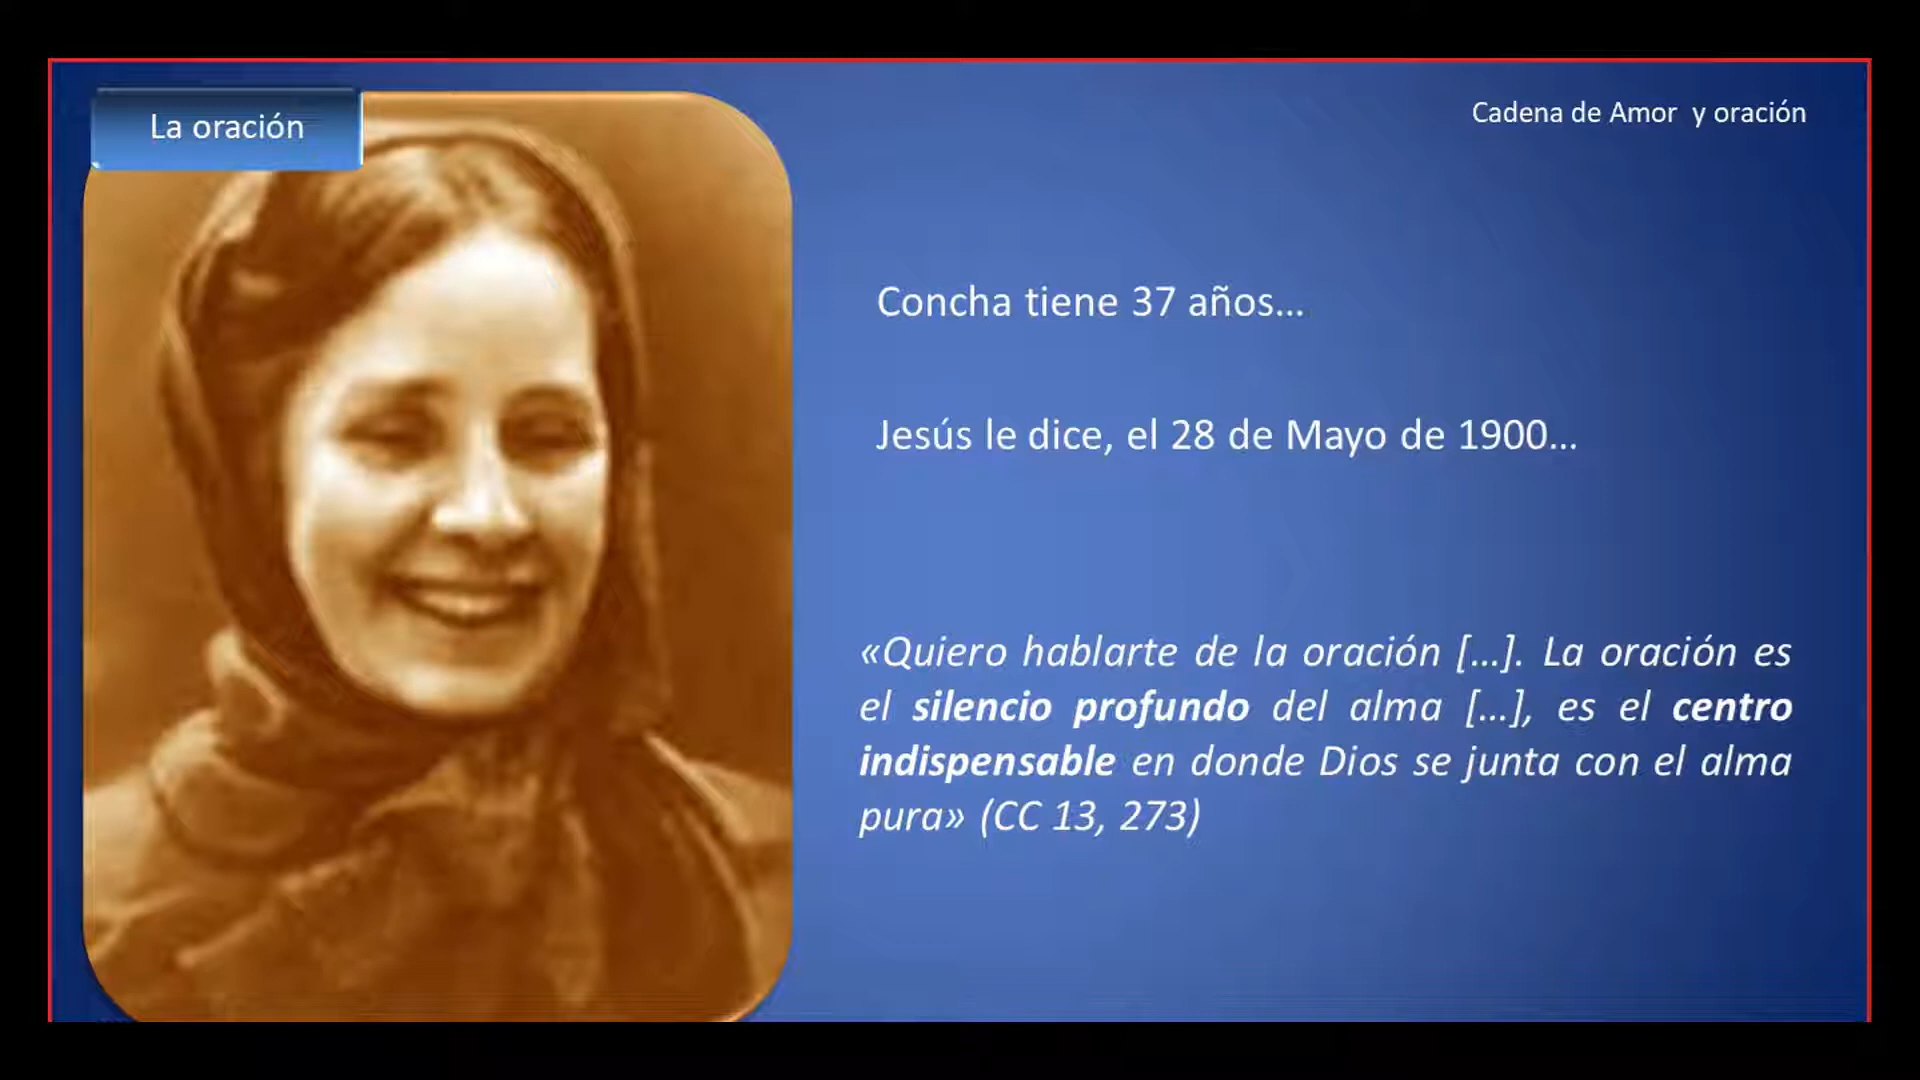 La oración
Cadena de Amor y oración
Concha tiene 37 años...
Jesús le dice, el 28 de Mayo de 1900...
«Quiero hablarte de la oración [...]. La oración es
el silencio profundo del alma [...], es el centro
indispensable en donde Dios se junta con el alma
pura» (CC 13, 273)